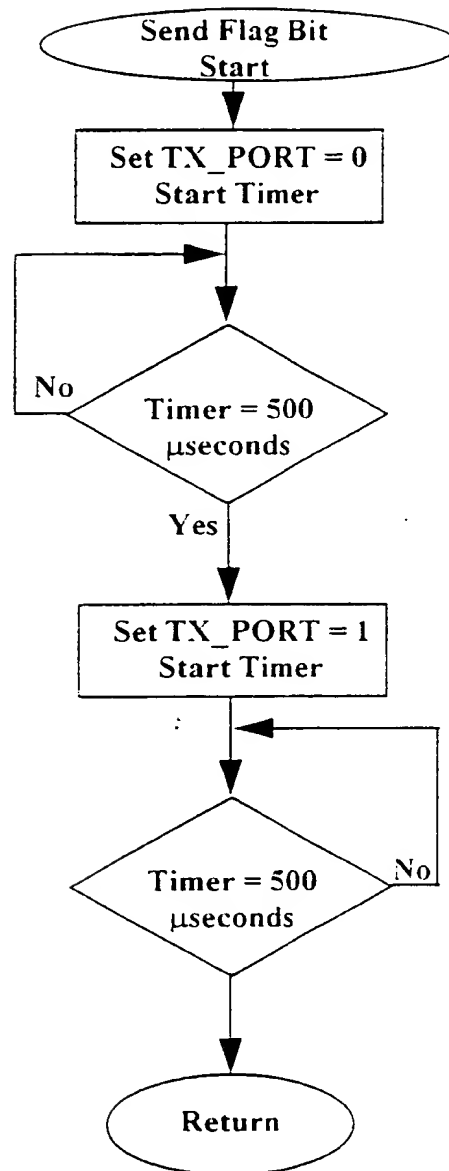 Send Flag Bit
Start
Set TX_PORT = 0
Start Timer
No
Timer = 500
µseconds
Yes
Set TX_PORT = 1
Start Timer
Timer = 500
µseconds
No
Return